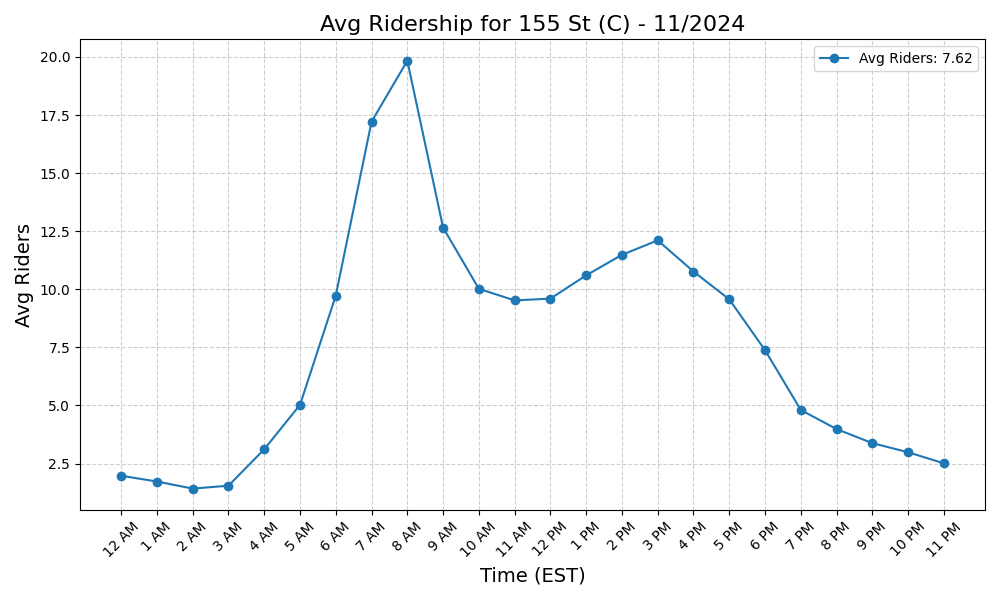 Avg Ridership for 155 St (C) - 11/2024
Avg Riders: 7.62
Avg Riders
20.0
17.5
15.0
12.5
10.0
7.5
5.0
2.5
12 AM
1 AM
2 AM
3 AM
4 AM
5 AM
6 AM
7 AM
8 AM
9 AM
10 AM
11 AM
12 PM
1 PM
2 PM
3 PM
4 PM
5 PM
6 PM
7 PM
8 PM
9 PM
10 PM
11 PM
Time (EST)